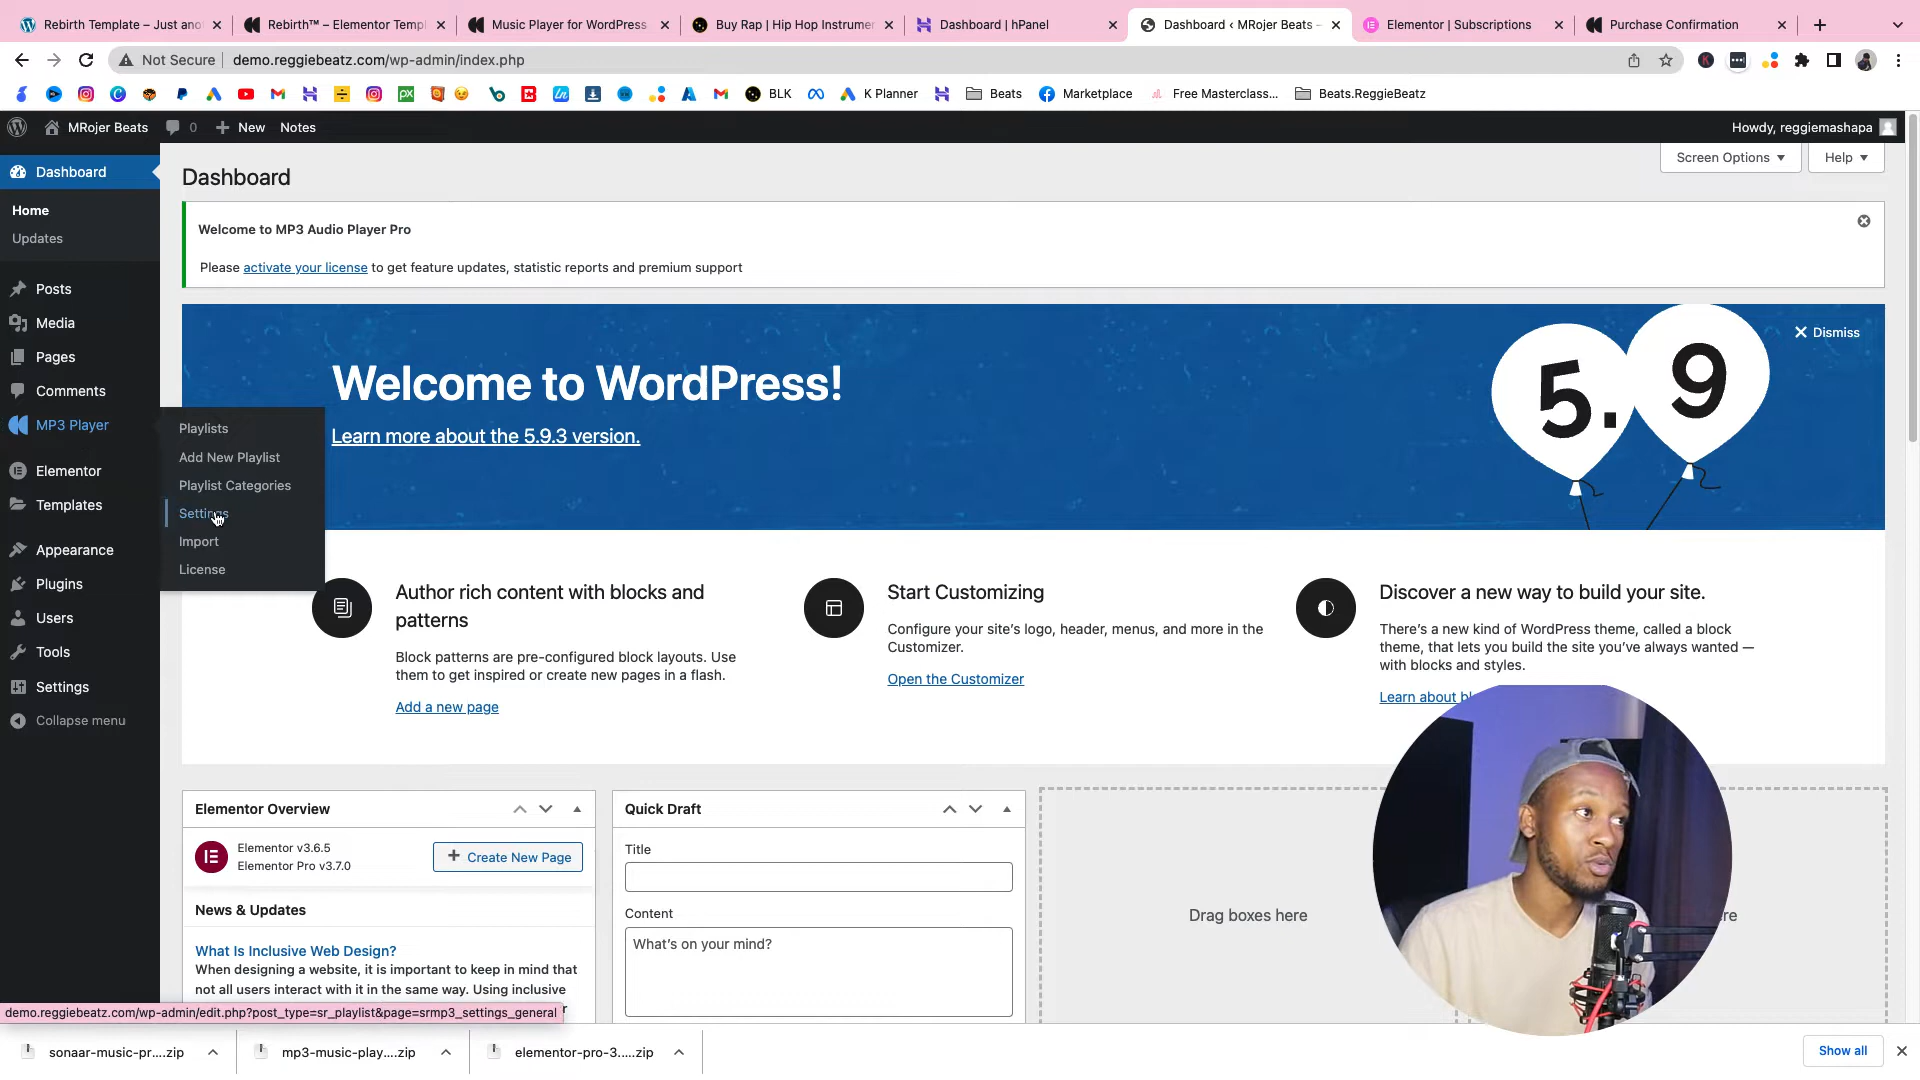 Rebirth Template – Just ano
Rebirth™ – Elementor Templ
Music Player for WordPress
Buy Rap | Hip Hop Instrumen
Dashboard | hPanel
Dashboard ‹ MRojer Beats –
Elementor | Subscriptions
Purchase Confirmation
Not Secure
demo.reggiebeatz.com/wp-admin/index.php
BLK
K Planner
Beats
Marketplace
Free Masterclass...
Beats.ReggieBeatz
MRojer Beats
0
New
Notes
Howdy, reggiemashapa
Dashboard
Home
Updates
Posts
Media
Pages
Comments
MP3 Player
Elementor
Templates
Appearance
Plugins
Users
Tools
Settings
Collapse menu
Playlists
Add New Playlist
Playlist Categories
Settings
Import
License
Dashboard
Screen Options
Help
Welcome to MP3 Audio Player Pro
Please activate your license to get feature updates, statistic reports and premium support
Welcome to WordPress!
Learn more about the 5.9.3 version.
5.9
Dismiss
Author rich content with blocks and
patterns
Block patterns are pre-configured block layouts. Use
them to get inspired or create new pages in a flash.
Add a new page
Start Customizing
Configure your site's logo, header, menus, and more in the
Customizer.
Open the Customizer
Discover a new way to build your site.
There's a new kind of WordPress theme, called a block
theme, that lets you build the site you've always wanted —
with blocks and styles.
Learn about bl
Elementor Overview
Elementor v3.6.5
Elementor Pro v3.7.0
Create New Page
News & Updates
What Is Inclusive Web Design?
When designing a website, it is important to keep in mind that
not all users interact with it in the same way. Using inclusive
Quick Draft
Title
Content
What's on your mind?
Drag boxes here
re
demo.reggiebeatz.com/wp-admin/edit.php?post_type=sr_playlist&page=srmp3_settings_general
sonaar-music-pr....zip
mp3-music-play....zip
elementor-pro-3.....zip
Show all